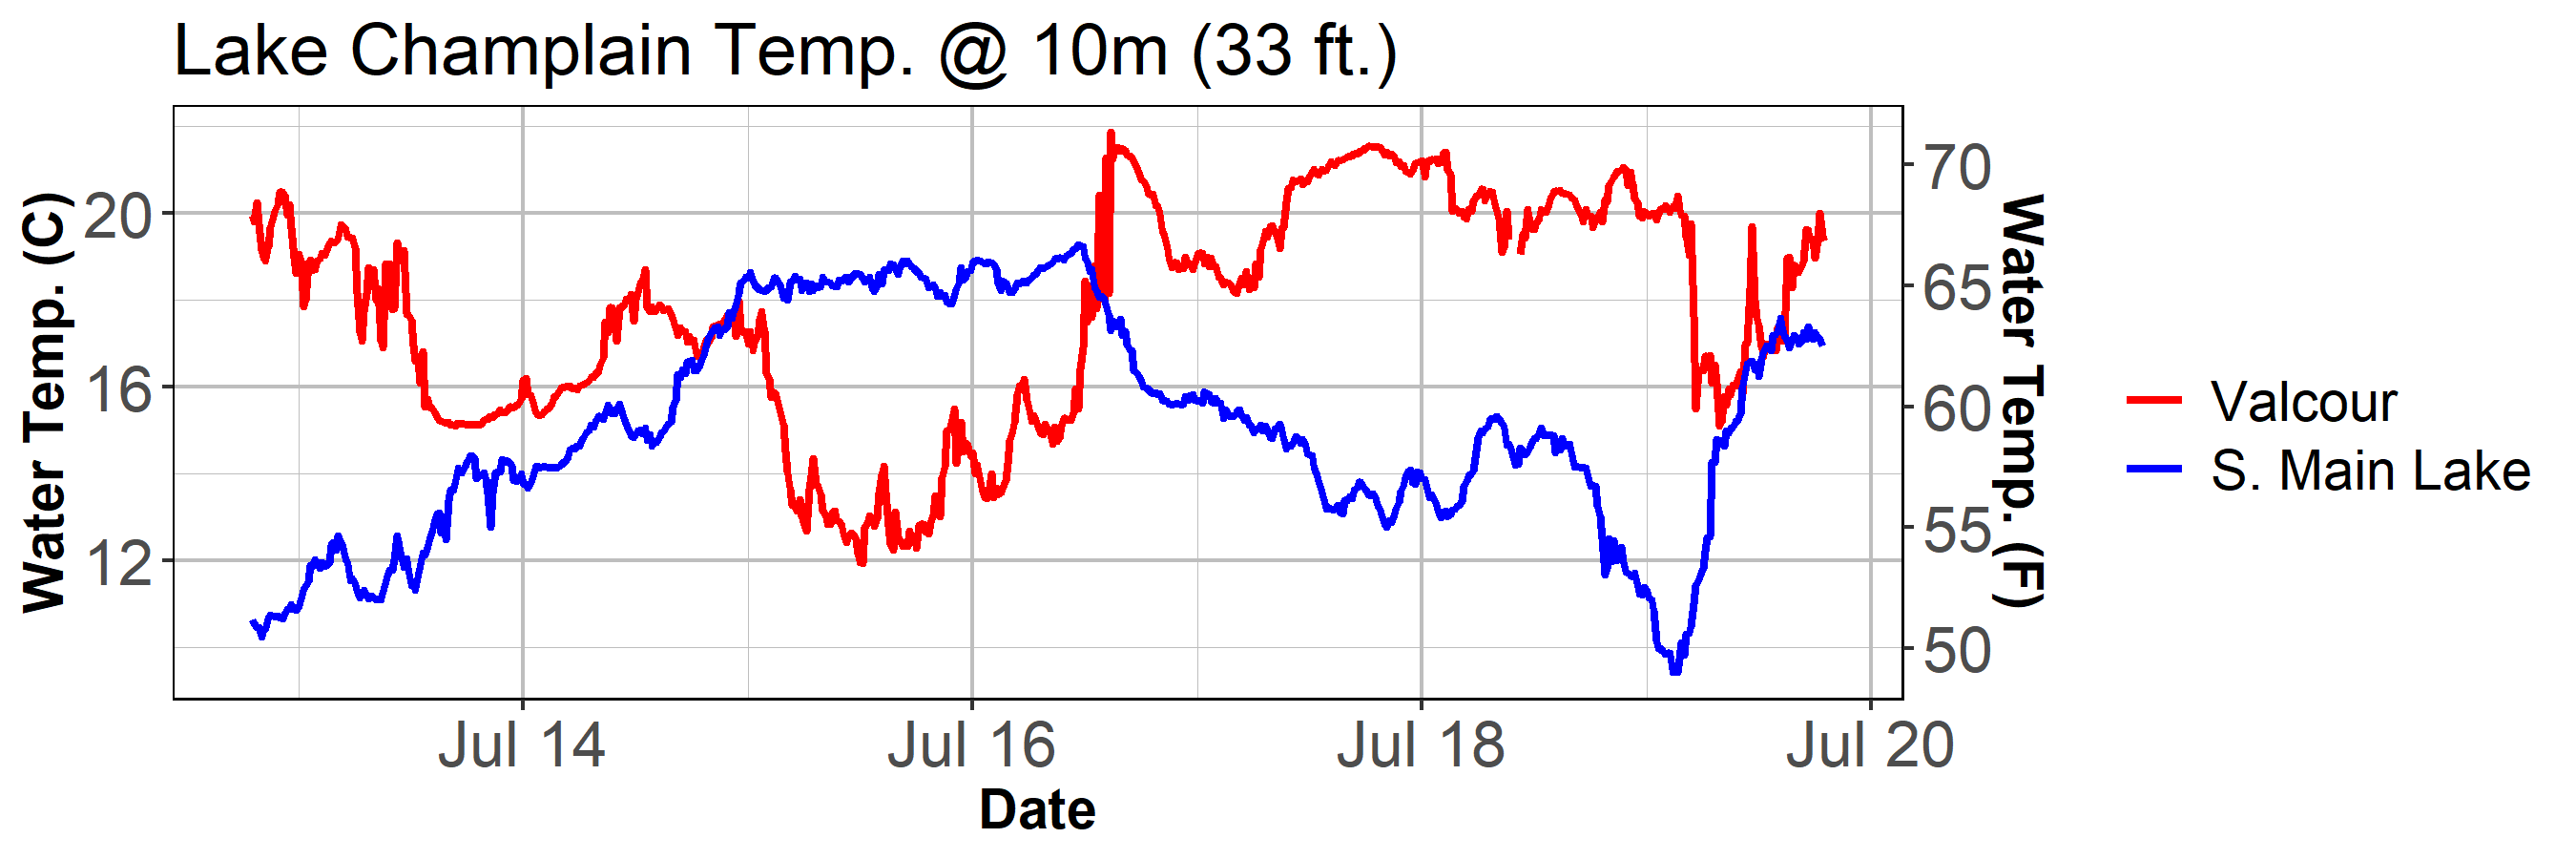 Lake Champlain Temp. @ 10m (33 ft.)
Water Temp. (C)
20
16
12
70
65
60
55
50
Water Temp. (F)
Valcour
S. Main Lake
Jul 14
Jul 16
Jul 18
Jul 20
Date